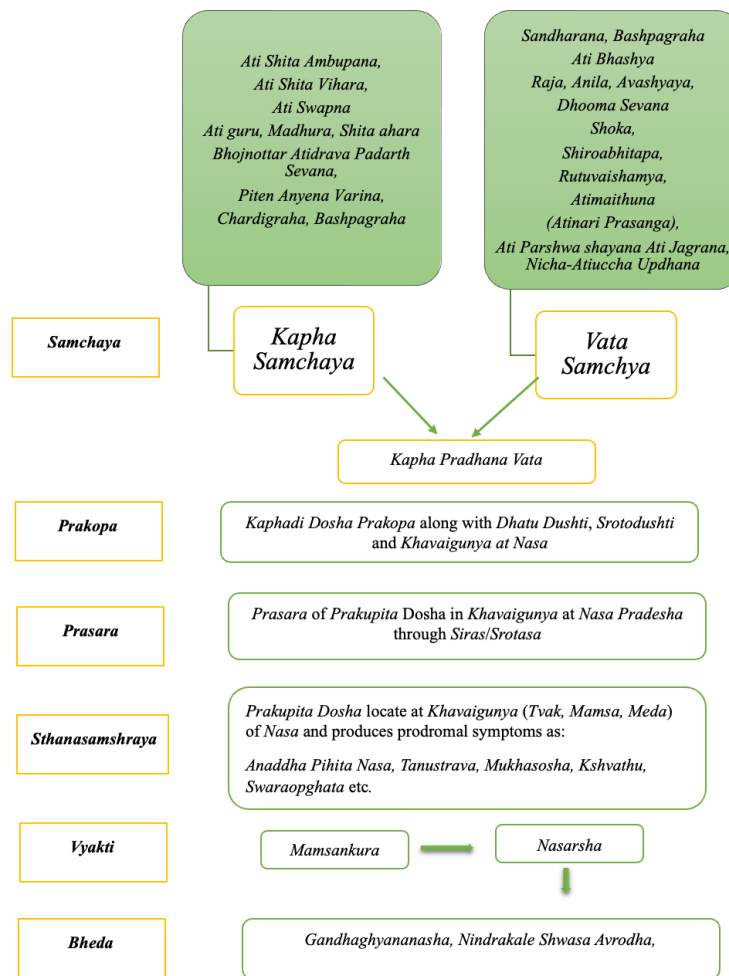 Ati Shita Ambupana,
Ati Shita Vihara,
Ati Swapna
Ati guru, Madhura, Shita ahara
Bhojnottar Atidrava Padarth
Sevana,
Piten Anyena Varina,
Chardigraha, Bashpagraha
Sandharana, Bashpagraha
Ati Bhashya
Raja, Anila, Avashyaya,
Dhooma Sevana
Shoka,
Shiroabhitapa,
Rutuvaishamya,
Atimaithuna
(Atinari Prasanga),
Ati Parshwa shayana Ati Jagrana,
Nicha-Atiuccha Updhana
Samchaya
Kapha
Samchaya
Vata
Samchya
Kapha Pradhana Vata
Prakopa
Kaphadi Dosha Prakopa along with Dhatu Dushti, Srotodushti
and Khavaigunya at Nasa
Prasara
Prasara of Prakupita Dosha in Khavaigunya at Nasa Pradesha
through Siras/Srotasa
Sthanasamshraya
Prakupita Dosha locate at Khavaigunya (Tvak, Mamsa, Meda)
of Nasa and produces prodromal symptoms as:
Anaddha Pihita Nasa, Tanustrava, Mukhasosha, Kshvathu,
Swaraopghata etc.
Vyakti
Mamsankura
Nasarsha
Bheda
Gandhaghyananasha, Nindrakale Shwasa Avrodha,